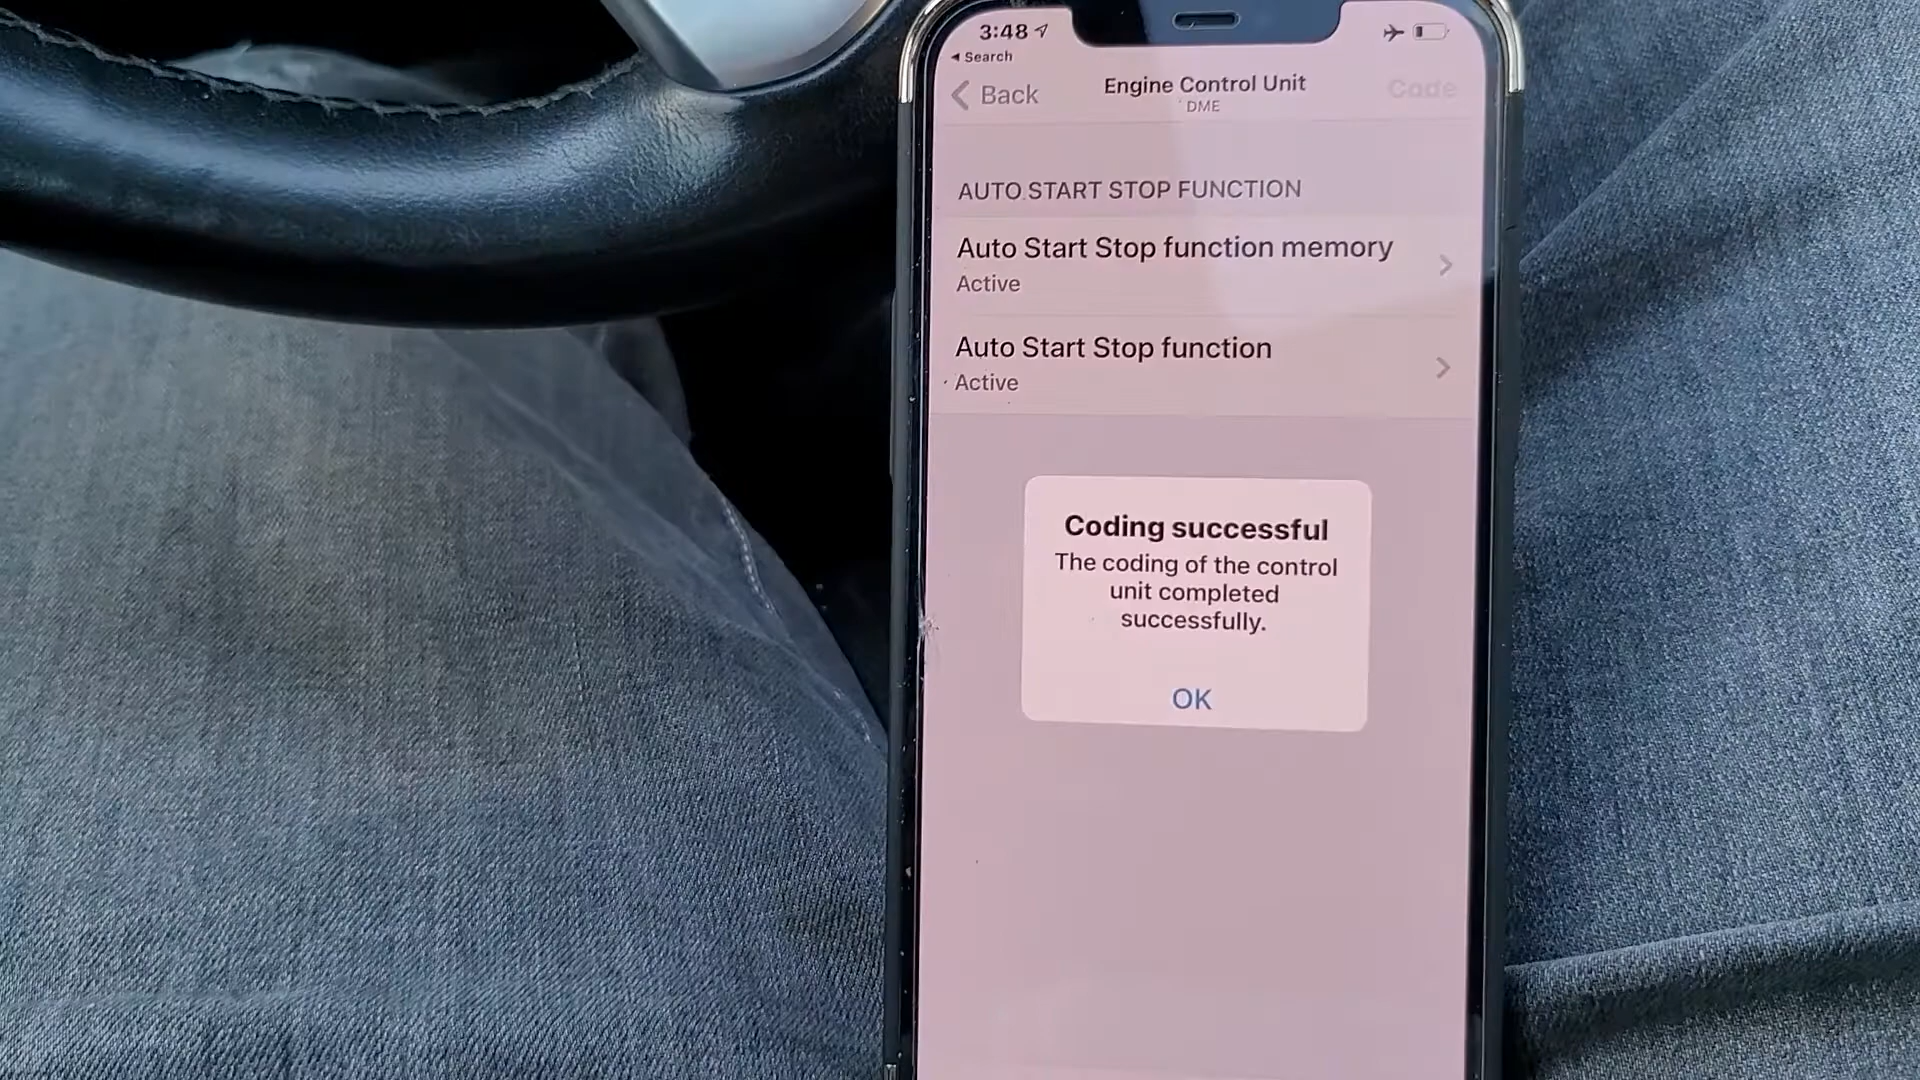 3:48
Search
Back
Engine Control Unit
Code
DME
AUTO START STOP FUNCTION
Auto Start Stop function memory
Active
Auto Start Stop function
Active
Coding successful
The coding of the control
unit completed
successfully.
OK